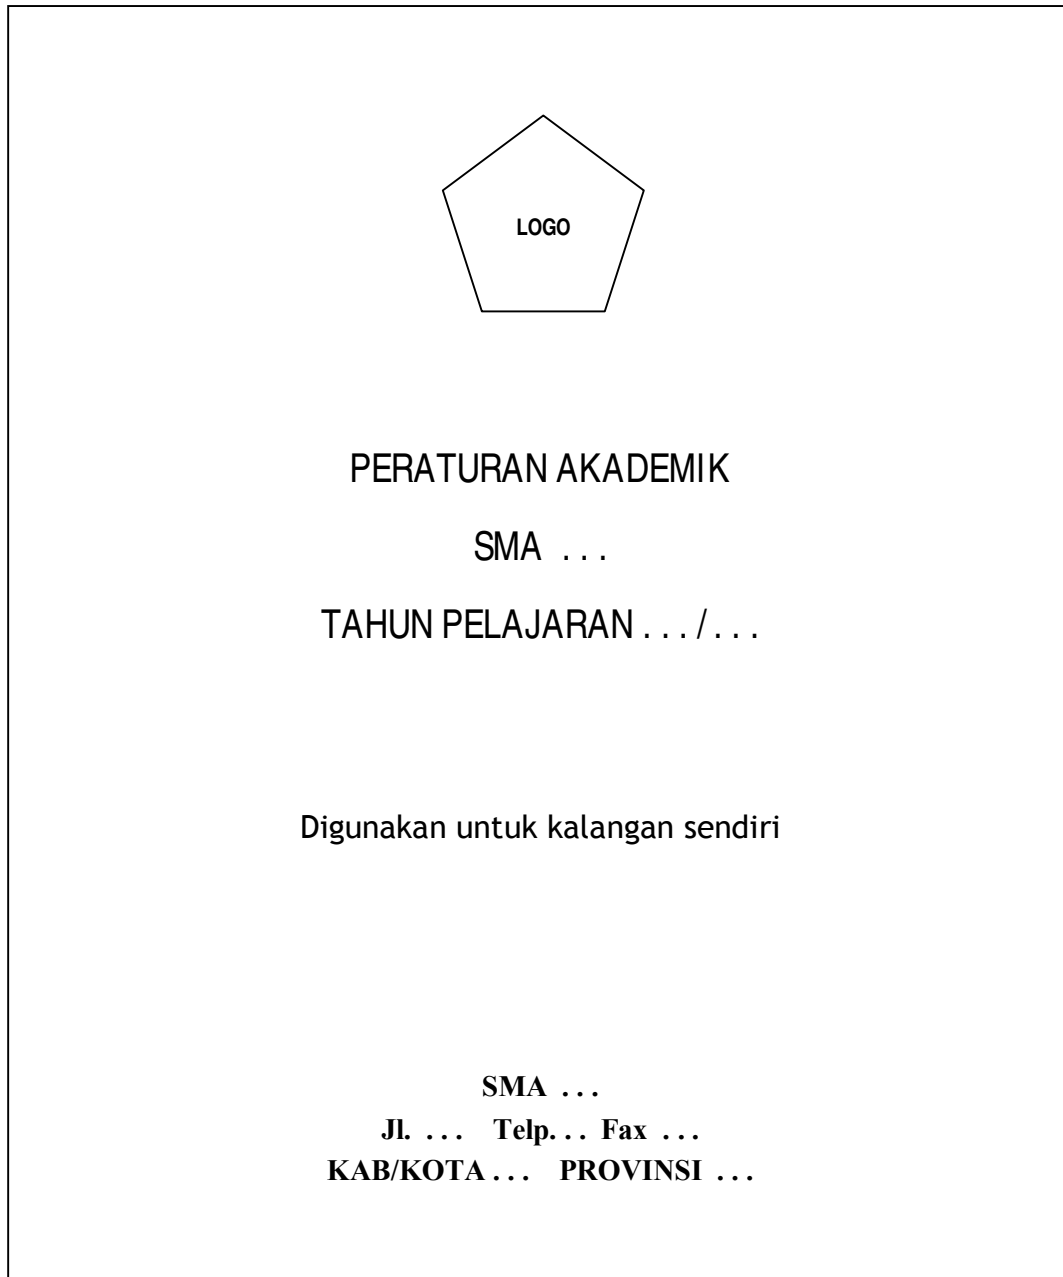 LOGO
PERATURAN AKADEMIK
SMA . . .
TAHUN PELAJARAN . . . / . . .
Digunakan untuk kalangan sendiri
SMA . . .
Jl. . . . Telp. . . Fax . . .
KAB/KOTA . . . PROVINSI . . .